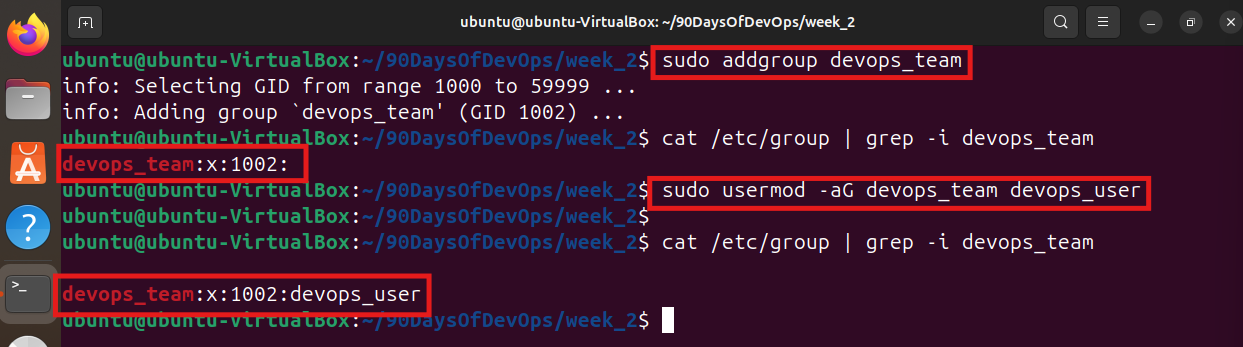 ubuntu@ubuntu-VirtualBox: ~/90DaysOfDevOps/week_2
ubuntu@ubuntu-VirtualBox:~/90DaysOfDevOps/week_2$ sudo addgroup devops_team
info: Selecting GID from range 1000 to 59999 ...
info: Adding group `devops_team' (GID 1002) ...
ubuntu@ubuntu-VirtualBox:~/90DaysOfDevOps/week_2$ cat /etc/group | grep -i devops_team
devops_team:x:1002:
ubuntu@ubuntu-VirtualBox:~/90DaysOfDevOps/week_2$ sudo usermod -aG devops_team devops_user
ubuntu@ubuntu-VirtualBox:~/90DaysOfDevOps/week_2$
ubuntu@ubuntu-VirtualBox:~/90DaysOfDevOps/week_2$ cat /etc/group | grep -i devops_team
devops_team:x:1002:devops_user
ubuntu@ubuntu-VirtualBox:~/90DaysOfDevOps/week_2$